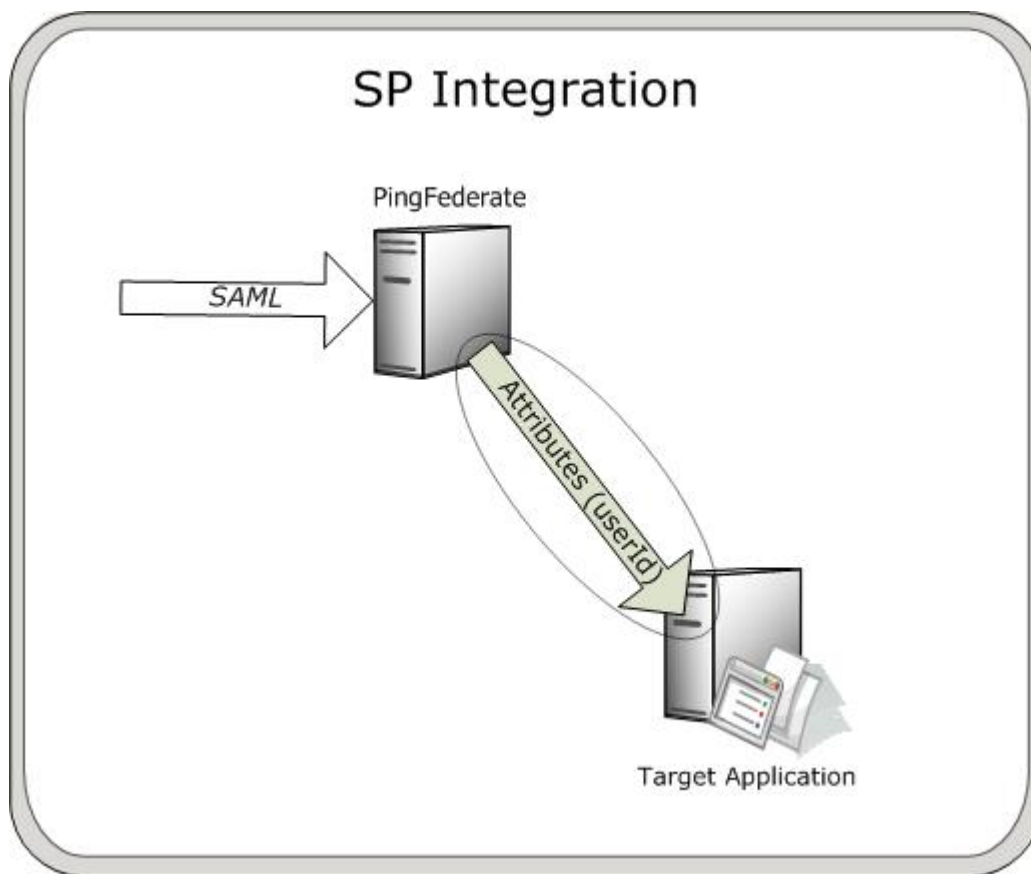 SP Integration
PingFederate
SAML
Attributes (userId)
Target Application